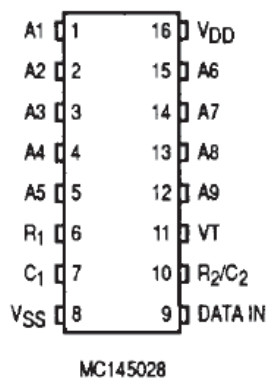 A1 1 16 VDD
A2 2 15 A6
A3 3 14 A7
A4 4 13 A8
A5 5 12 A9
R1 6 11 VT
C1 7 10 R2/C2
VSS 8 9 DATA IN
MC145028